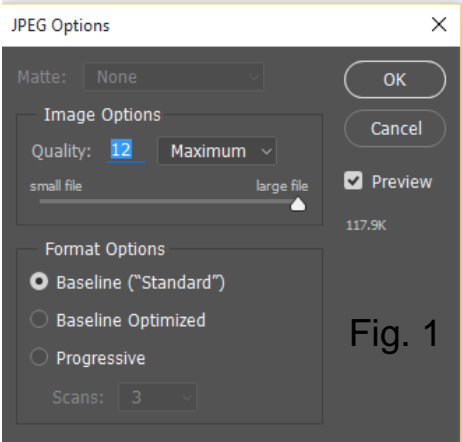 JPEG Options
Matte: None
OK
Image Options
Cancel
Quality: 12 Maximum
Preview
small file large file
117.9K
Format Options
Baseline (“Standard”)
Baseline Optimized
Fig. 1
Progressive
Scans: 3